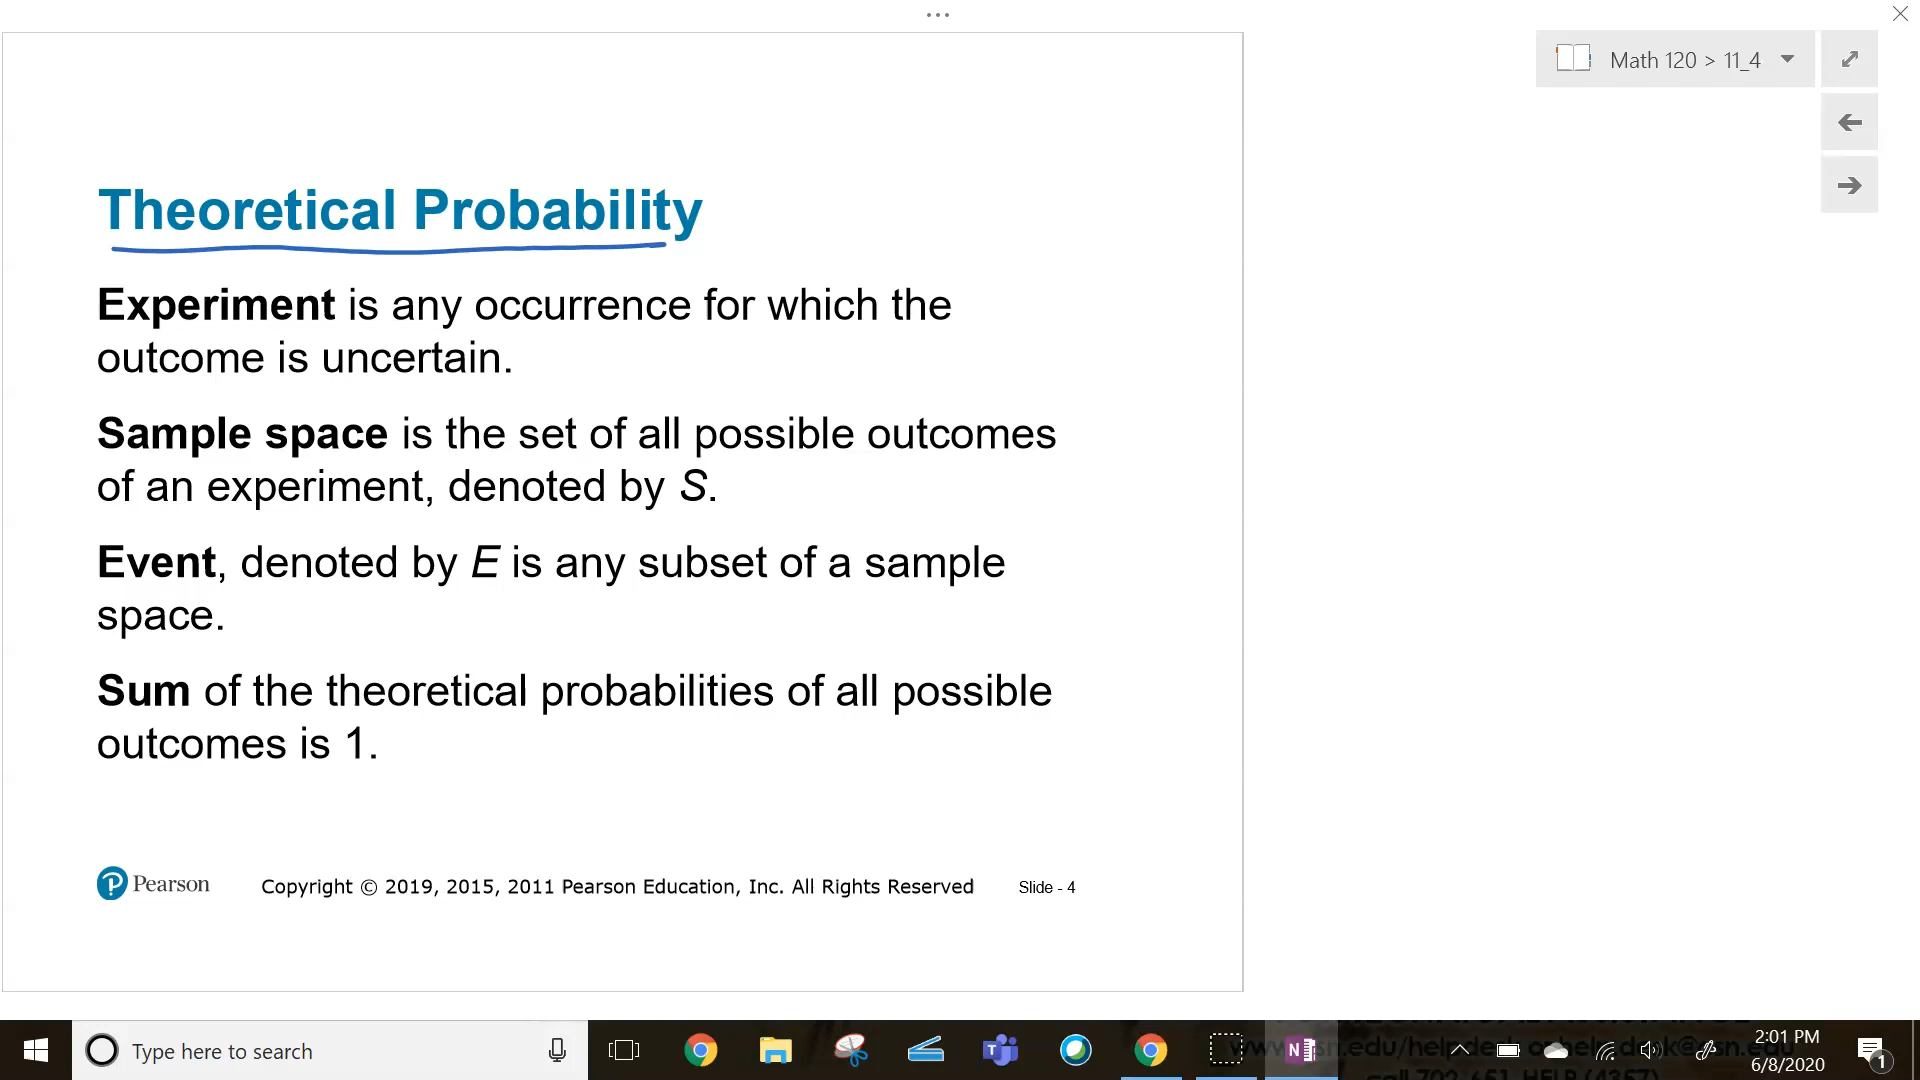 Math 120 > 11_4
Theoretical Probability
Experiment is any occurrence for which the
outcome is uncertain.
Sample space is the set of all possible outcomes
of an experiment, denoted by S.
Event, denoted by E is any subset of a sample
space.
Sum of the theoretical probabilities of all possible
outcomes is 1.
Pearson
Copyright © 2019, 2015, 2011 Pearson Education, Inc. All Rights Reserved
Slide - 4
Type here to search
2:01 PM
6/8/2020
1